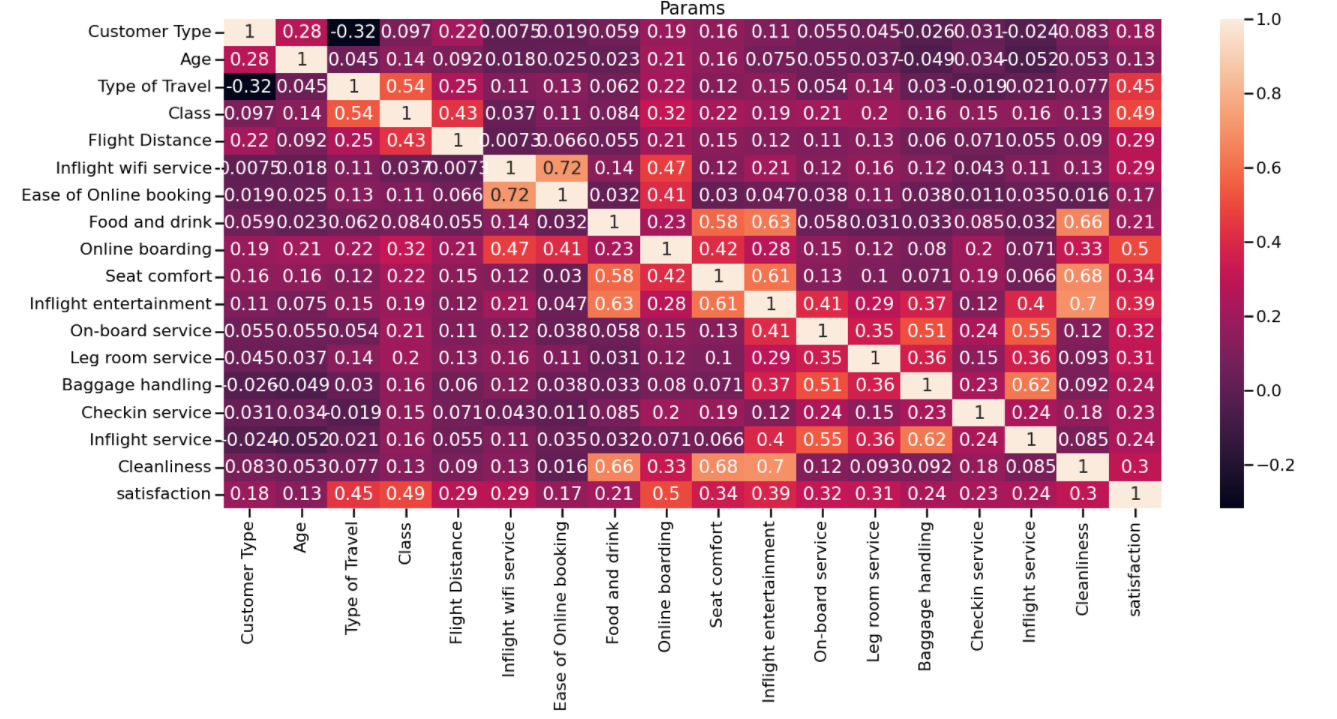 Params
Customer Type 1 0.28 -0.32 0.097 0.22 0.0075 0.019 0.059 0.19 0.16 0.11 0.055 0.045 -0.026 0.031 -0.024 0.083 0.18
Age 0.28 1 0.045 0.14 0.092 0.018 0.025 0.023 0.21 0.16 0.075 0.055 0.037 -0.049 0.034 -0.052 0.053 0.13
Type of Travel -0.32 0.045 1 0.54 0.25 0.11 0.13 0.062 0.22 0.12 0.15 0.054 0.14 0.03 -0.019 0.021 0.077 0.45
Class 0.097 0.14 0.54 1 0.43 0.037 0.11 0.084 0.32 0.22 0.19 0.21 0.2 0.16 0.15 0.16 0.13 0.49
Flight Distance 0.22 0.092 0.25 0.43 1 0.0073 0.066 0.055 0.21 0.15 0.12 0.11 0.13 0.06 0.071 0.055 0.09 0.29
Inflight wifi service 0.0075 0.018 0.11 0.037 0.0073 1 0.72 0.14 0.47 0.12 0.21 0.12 0.16 0.12 0.043 0.11 0.13 0.29
Ease of Online booking 0.019 0.025 0.13 0.11 0.066 0.72 1 0.032 0.41 0.03 0.047 0.038 0.11 0.038 0.011 0.035 0.016 0.17
Food and drink 0.059 0.023 0.062 0.084 0.055 0.14 0.032 1 0.23 0.58 0.63 0.058 0.031 0.033 0.085 0.032 0.66 0.21
Online boarding 0.19 0.21 0.22 0.32 0.21 0.47 0.41 0.23 1 0.42 0.28 0.15 0.12 0.08 0.2 0.071 0.33 0.5
Seat comfort 0.16 0.16 0.12 0.22 0.15 0.12 0.03 0.58 0.42 1 0.61 0.13 0.1 0.071 0.19 0.066 0.68 0.34
Inflight entertainment 0.11 0.075 0.15 0.19 0.12 0.21 0.047 0.63 0.28 0.61 1 0.41 0.29 0.37 0.12 0.4 0.7 0.39
On-board service 0.055 0.055 0.054 0.21 0.11 0.12 0.038 0.058 0.15 0.13 0.41 1 0.35 0.51 0.24 0.55 0.12 0.32
Leg room service 0.045 0.037 0.14 0.2 0.13 0.16 0.11 0.031 0.12 0.1 0.29 0.35 1 0.36 0.15 0.36 0.093 0.31
Baggage handling -0.026 -0.049 0.03 0.16 0.06 0.12 0.038 0.033 0.08 0.071 0.37 0.51 0.36 1 0.23 0.62 0.092 0.24
Checkin service 0.031 0.034 -0.019 0.15 0.071 0.043 0.011 0.085 0.2 0.19 0.12 0.24 0.15 0.23 1 0.24 0.18 0.23
Inflight service -0.024 -0.052 0.021 0.16 0.055 0.11 0.035 0.032 0.071 0.066 0.4 0.55 0.36 0.62 0.24 1 0.085 0.24
Cleanliness 0.083 0.053 0.077 0.13 0.09 0.13 0.016 0.66 0.33 0.68 0.7 0.12 0.093 0.092 0.18 0.085 1 0.3
satisfaction 0.18 0.13 0.45 0.49 0.29 0.29 0.17 0.21 0.5 0.34 0.39 0.32 0.31 0.24 0.23 0.24 0.3 1
Customer Type
Age
Type of Travel
Class
Flight Distance
Inflight wifi service
Ease of Online booking
Food and drink
Online boarding
Seat comfort
Inflight entertainment
On-board service
Leg room service
Baggage handling
Checkin service
Inflight service
Cleanliness
satisfaction
1.0
0.8
0.6
0.4
0.2
0.0
−0.2